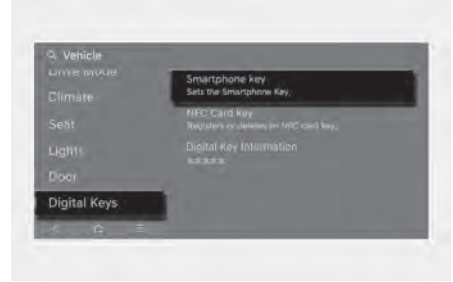 Vehicle
Drive Mode
Climate
Seat
Lights
Door
Digital Keys
Smartphone key
Sets the Smartphone Key.
NFC Card key
Registers or deletes an NFC card key.
Digital Key Information
*****